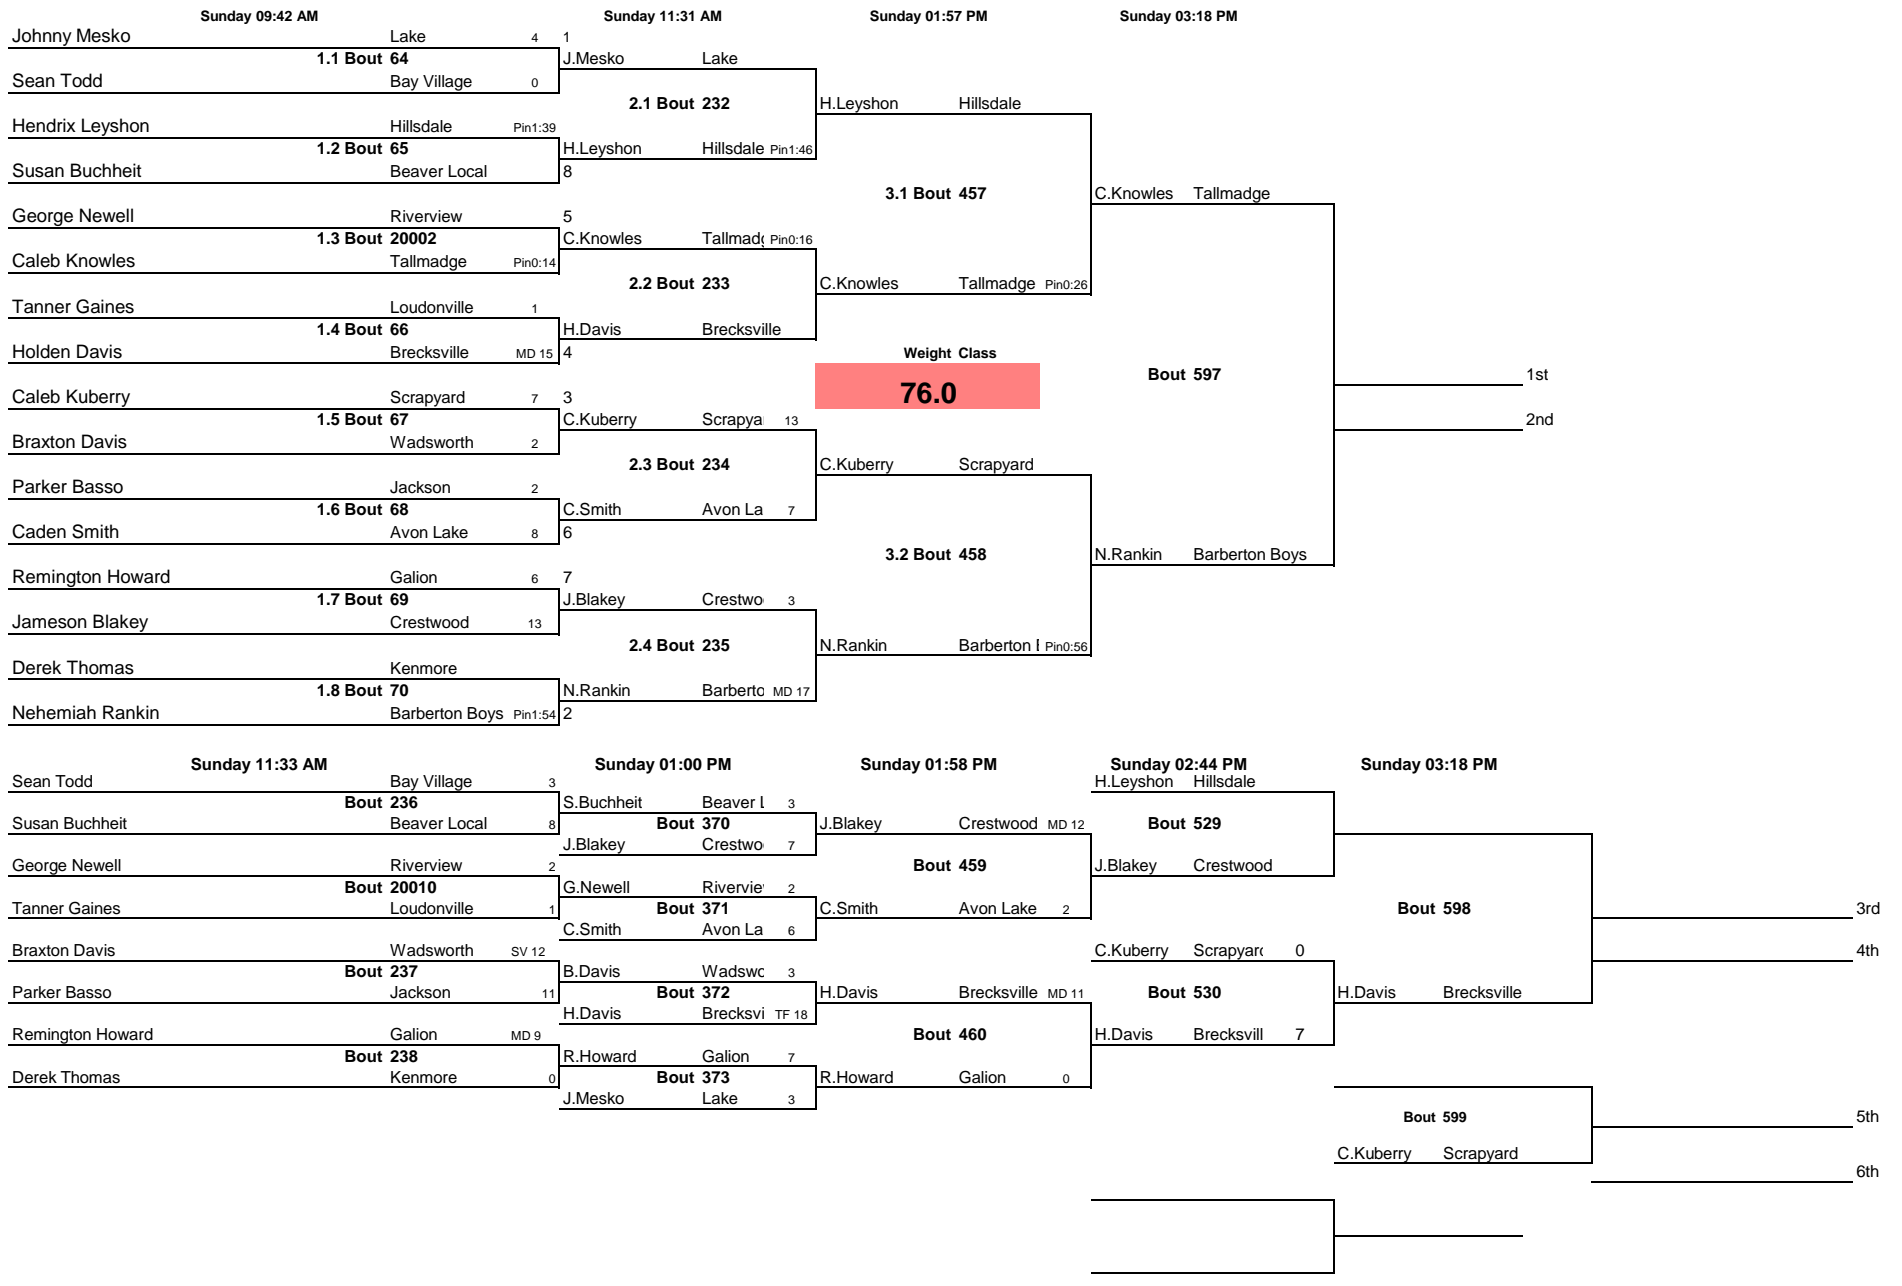 Sunday 09:42 AM Sunday 11:31 AM Sunday 01:57 PM Sunday 03:18 PM
Johnny Mesko Lake 4 1
1.1 Bout 64 J.Mesko Lake
Sean Todd Bay Village 0
2.1 Bout 232 H.Leyshon Hillsdale
Hendrix Leyshon Hillsdale Pin1:39
1.2 Bout 65 H.Leyshon Hillsdale Pin1:46
Susan Buchheit Beaver Local 8
3.1 Bout 457 C.Knowles Tallmadge
George Newell Riverview 5
1.3 Bout 20002 C.Knowles Tallmadg Pin0:16
Caleb Knowles Tallmadge Pin0:14
2.2 Bout 233 C.Knowles Tallmadge Pin0:26
Tanner Gaines Loudonville 1
1.4 Bout 66 H.Davis Brecksville
Holden Davis Brecksville MD 15 4 Weight Class
Bout 597 1st
Caleb Kuberry Scrapyard 7 3 76.0
1.5 Bout 67 C.Kuberry Scrapya 13 2nd
Braxton Davis Wadsworth 2
2.3 Bout 234 C.Kuberry Scrapyard
Parker Basso Jackson 2
1.6 Bout 68 C.Smith Avon La 7
Caden Smith Avon Lake 8 6
3.2 Bout 458 N.Rankin Barberton Boys
Remington Howard Galion 6 7
1.7 Bout 69 J.Blakey Crestwo 3
Jameson Blakey Crestwood 13
2.4 Bout 235 N.Rankin Barberton B Pin0:56
Derek Thomas Kenmore
1.8 Bout 70 N.Rankin Barberto MD 17
Nehemiah Rankin Barberton Boys Pin1:54 2
Sunday 11:33 AM Sunday 01:00 PM Sunday 01:58 PM Sunday 02:44 PM Sunday 03:18 PM
Sean Todd Bay Village 3 H.Leyshon Hillsdale
Bout 236 S.Buchheit Beaver L 3
Susan Buchheit Beaver Local 8 Bout 370 J.Blakey Crestwood MD 12 Bout 529
J.Blakey Crestwo 7
George Newell Riverview 2 Bout 459 J.Blakey Crestwood
Bout 20010 G.Newell Riverview 2
Tanner Gaines Loudonville 1 Bout 371 C.Smith Avon Lake 2 Bout 598 3rd
C.Smith Avon La 6
Braxton Davis Wadsworth SV 12 C.Kuberry Scrapyard 0 4th
Bout 237 B.Davis Wadswo 3
Parker Basso Jackson 11 Bout 372 H.Davis Brecksville MD 11 Bout 530 H.Davis Brecksville
H.Davis Brecksvi TF 18
Remington Howard Galion MD 9 Bout 460 H.Davis Brecksvill 7
Bout 238 R.Howard Galion 7
Derek Thomas Kenmore 0 Bout 373 R.Howard Galion 0
J.Mesko Lake 3
Bout 599 5th
C.Kuberry Scrapyard
6th